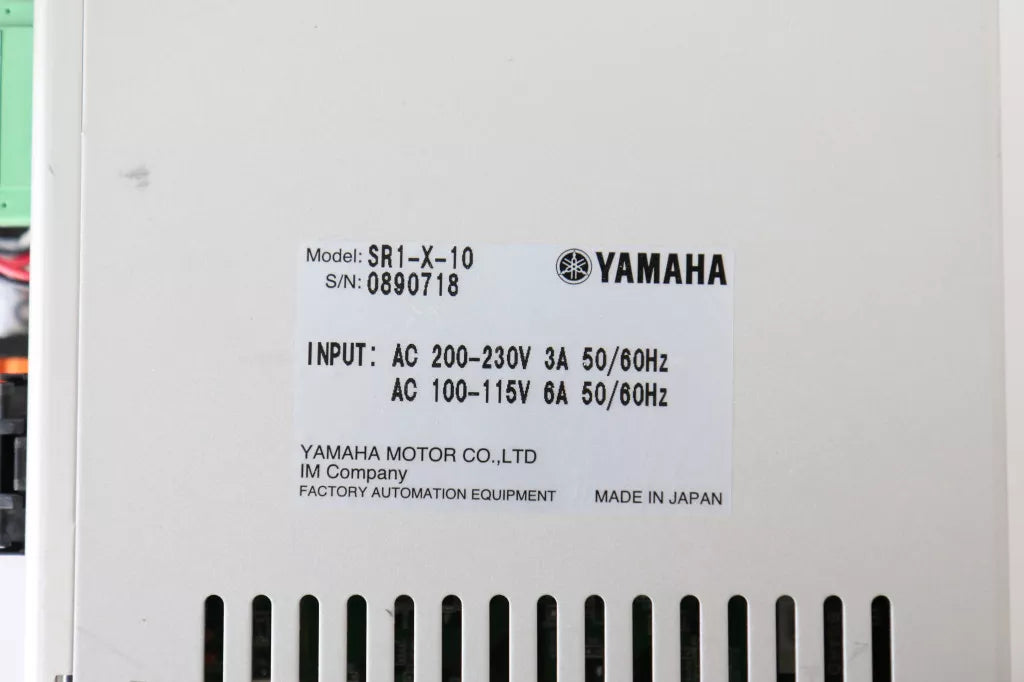 Model: SR1-X-10
YAMAHA
S/N: 0890718
INPUT: AC 200-230V 3A 50/60Hz
AC 100-115V 6A 50/60Hz
YAMAHA MOTOR CO.,LTD
IM Company
FACTORY AUTOMATION EQUIPMENT MADE IN JAPAN